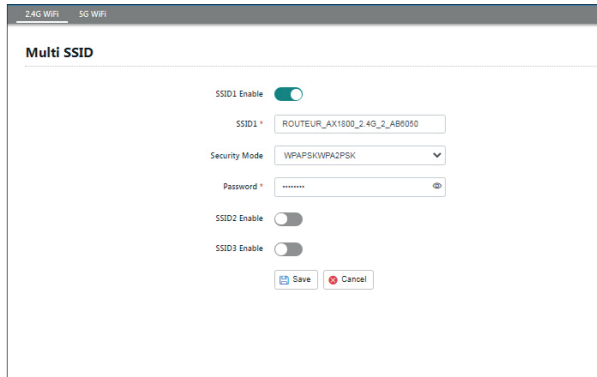 2.4G WiFi 5G WiFi
Multi SSID
SSID1 Enable
SSID1 * ROUTEUR_AX1800_2.4G_2_AB6050
Security Mode WPAPSKWPA2PSK
Password * ••••••••
SSID2 Enable
SSID3 Enable
Save Cancel